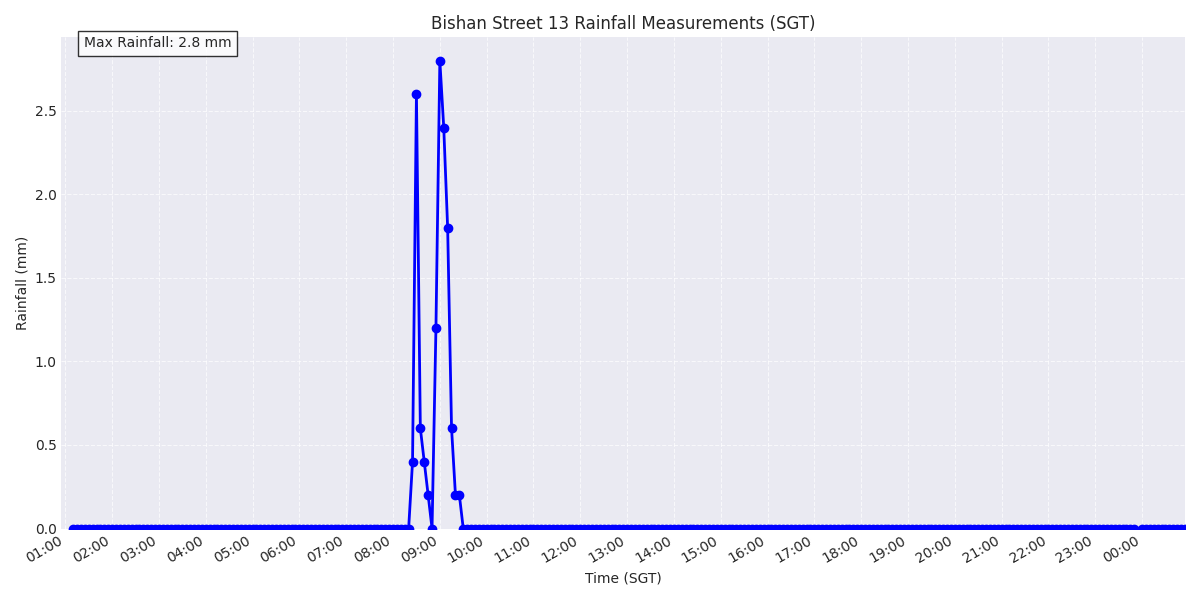 Bishan Street 13 Rainfall Measurements (SGT)
Max Rainfall: 2.8 mm
Rainfall (mm)
2.5
2.0
1.5
1.0
0.5
0.0
01:00 02:00 03:00 04:00 05:00 06:00 07:00 08:00 09:00 10:00 11:00 12:00 13:00 14:00 15:00 16:00 17:00 18:00 19:00 20:00 21:00 22:00 23:00 00:00
Time (SGT)